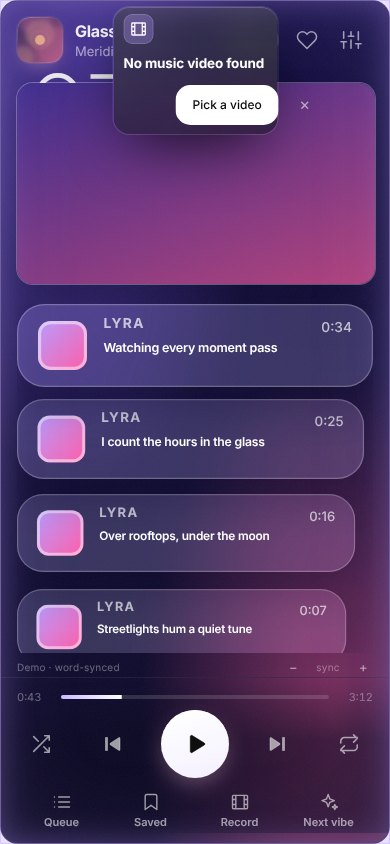 Glass
Meridi
No music video found
Pick a video
LYRA
0:34
Watching every moment pass
LYRA
0:25
I count the hours in the glass
LYRA
0:16
Over rooftops, under the moon
LYRA
0:07
Streetlights hum a quiet tune
Demo · word-synced
− sync +
0:43
3:12
Queue
Saved
Record
Next vibe